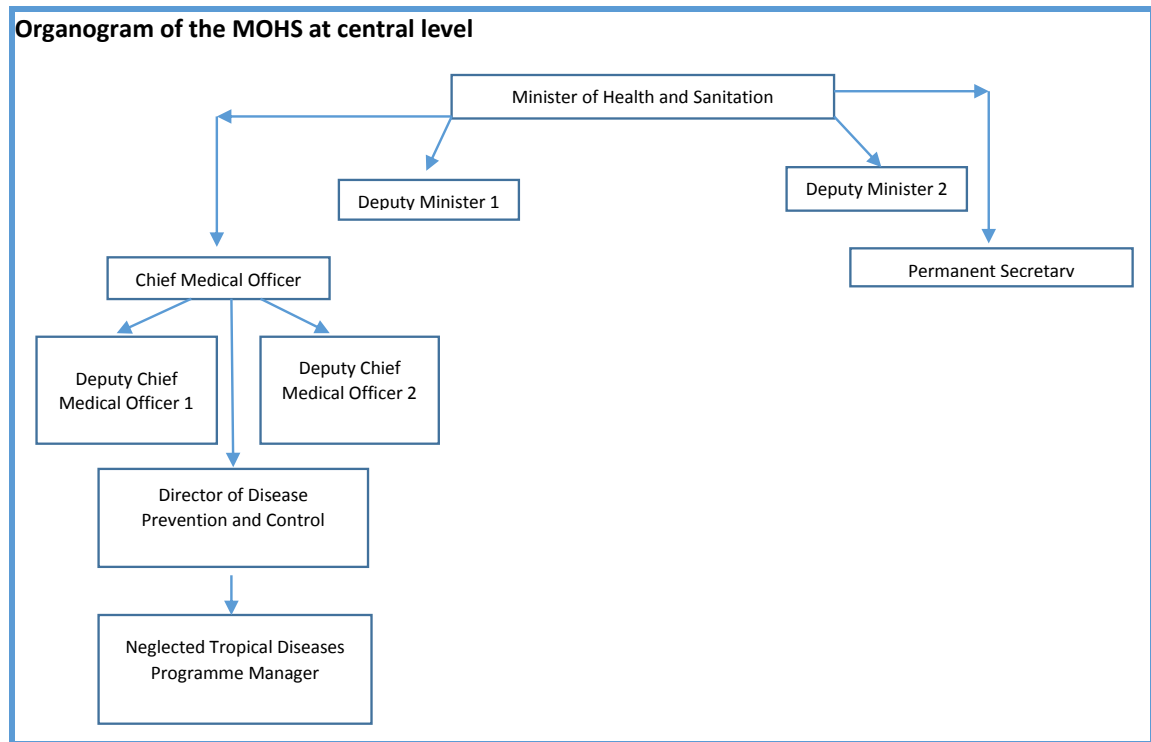 Organogram of the MOHS at central level
Minister of Health and Sanitation
Deputy Minister 1
Deputy Minister 2
Chief Medical Officer
Permanent Secretary
Deputy Chief
Medical Officer 1
Deputy Chief
Medical Officer 2
Director of Disease
Prevention and Control
Neglected Tropical Diseases
Programme Manager